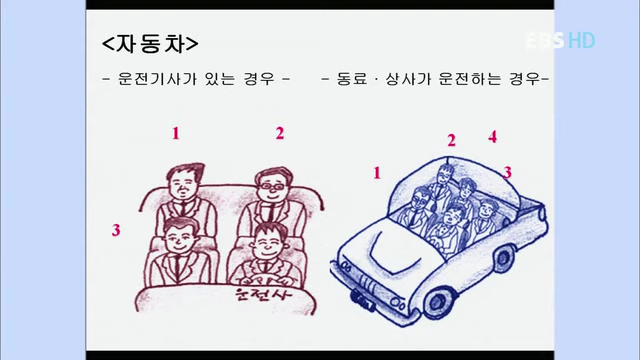 <자동차>
EBS HD
- 운전기사가 있는 경우 -
- 동료 · 상사가 운전하는 경우-
1
2
3
운전사
1
2
4
3